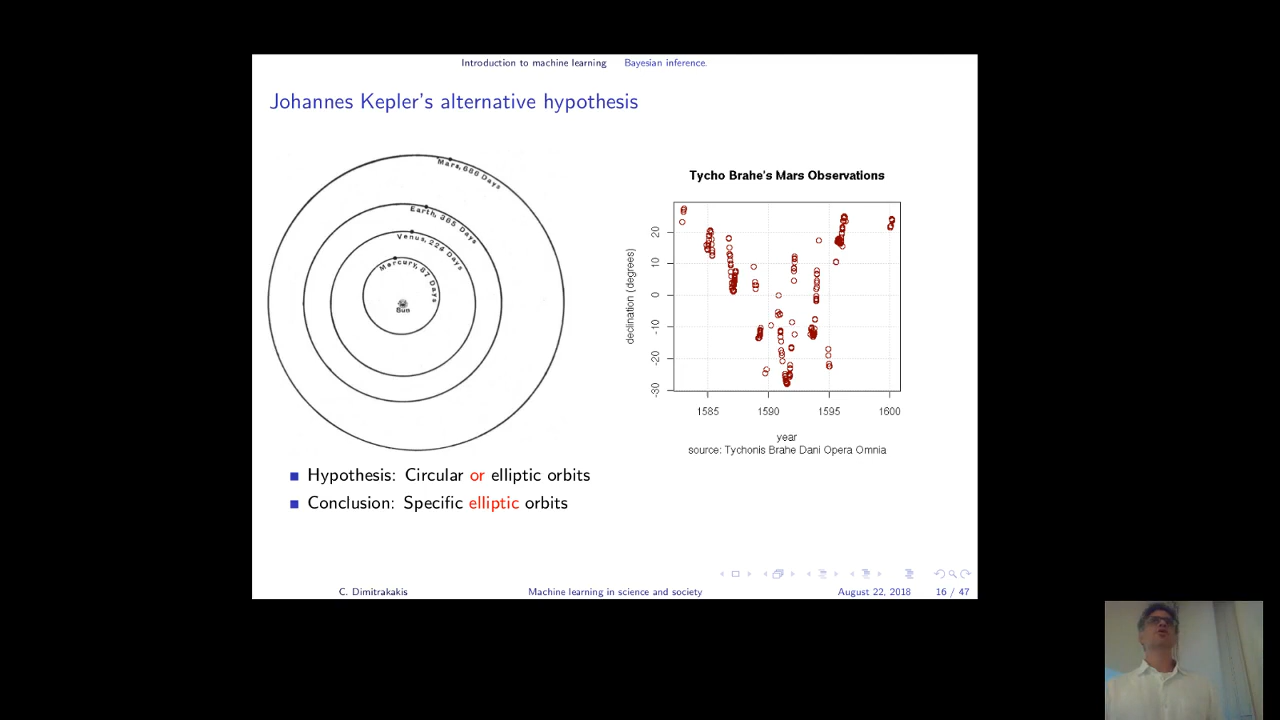 Introduction to machine learning Bayesian inference.
Johannes Kepler's alternative hypothesis
Mars, 686 Days
Earth, 365 Days
Venus, 224 Days
Mercury, 87 Days
Sun
Tycho Brahe's Mars Observations
declination (degrees)
20
10
0
-10
-20
-30
1585 1590 1595 1600
year
source: Tychonis Brahe Dani Opera Omnia
Hypothesis: Circular or elliptic orbits
Conclusion: Specific elliptic orbits
C. Dimitrakakis Machine learning in science and society August 22, 2018 16 / 47